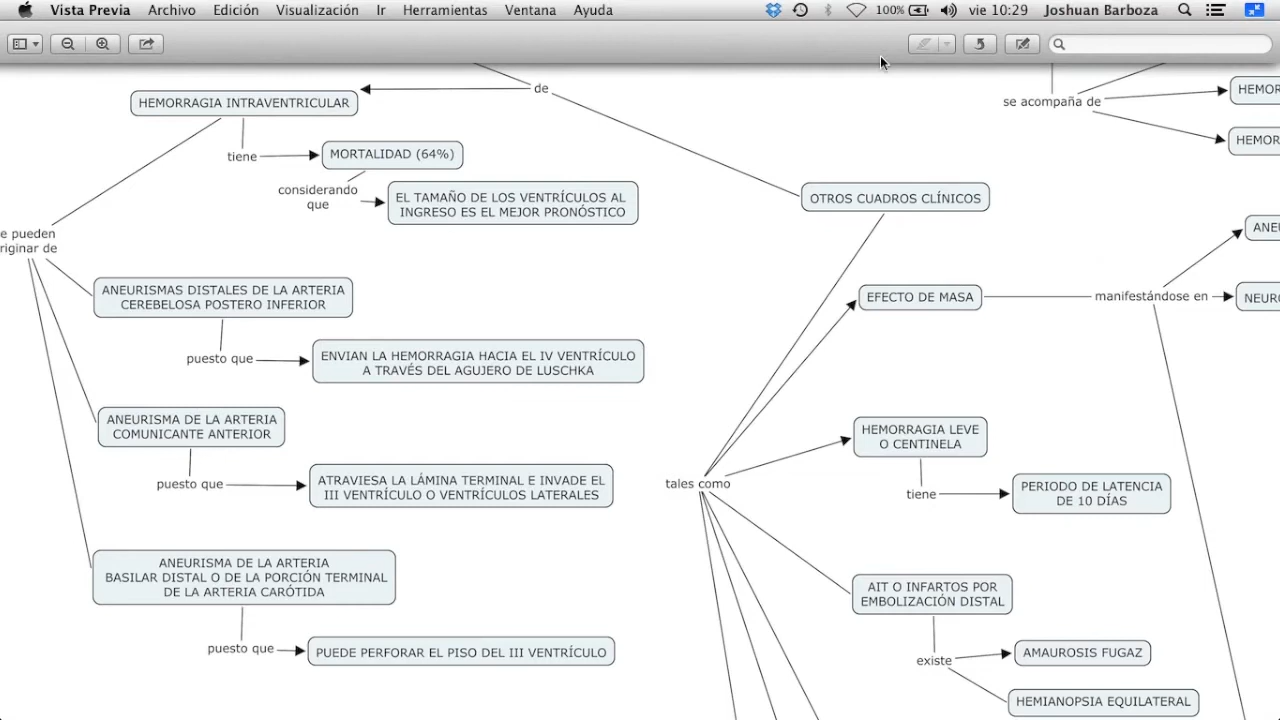 Vista Previa Archivo Edición Visualización Ir Herramientas Ventana Ayuda 100% vie 10:29 Joshuan Barboza
de
HEMORRAGIA INTRAVENTRICULAR
tiene
MORTALIDAD (64%)
considerando
que
EL TAMAÑO DE LOS VENTRÍCULOS AL
INGRESO ES EL MEJOR PRONÓSTICO
e pueden
riginar de
ANEURISMAS DISTALES DE LA ARTERIA
CEREBELOSA POSTERO INFERIOR
puesto que
ENVIAN LA HEMORRAGIA HACIA EL IV VENTRÍCULO
A TRAVÉS DEL AGUJERO DE LUSCHKA
ANEURISMA DE LA ARTERIA
COMUNICANTE ANTERIOR
puesto que
ATRAVIESA LA LÁMINA TERMINAL E INVADE EL
III VENTRÍCULO O VENTRÍCULOS LATERALES
ANEURISMA DE LA ARTERIA
BASILAR DISTAL O DE LA PORCIÓN TERMINAL
DE LA ARTERIA CARÓTIDA
puesto que
PUEDE PERFORAR EL PISO DEL III VENTRÍCULO
OTROS CUADROS CLÍNICOS
tales como
EFECTO DE MASA
manifestándose en
ANE
NEURO
HEMORRAGIA LEVE
O CENTINELA
tiene
PERIODO DE LATENCIA
DE 10 DÍAS
AIT O INFARTOS POR
EMBOLIZACIÓN DISTAL
existe
AMAUROSIS FUGAZ
HEMIANOPSIA EQUILATERAL
se acompaña de
HEMOR
HEMOR